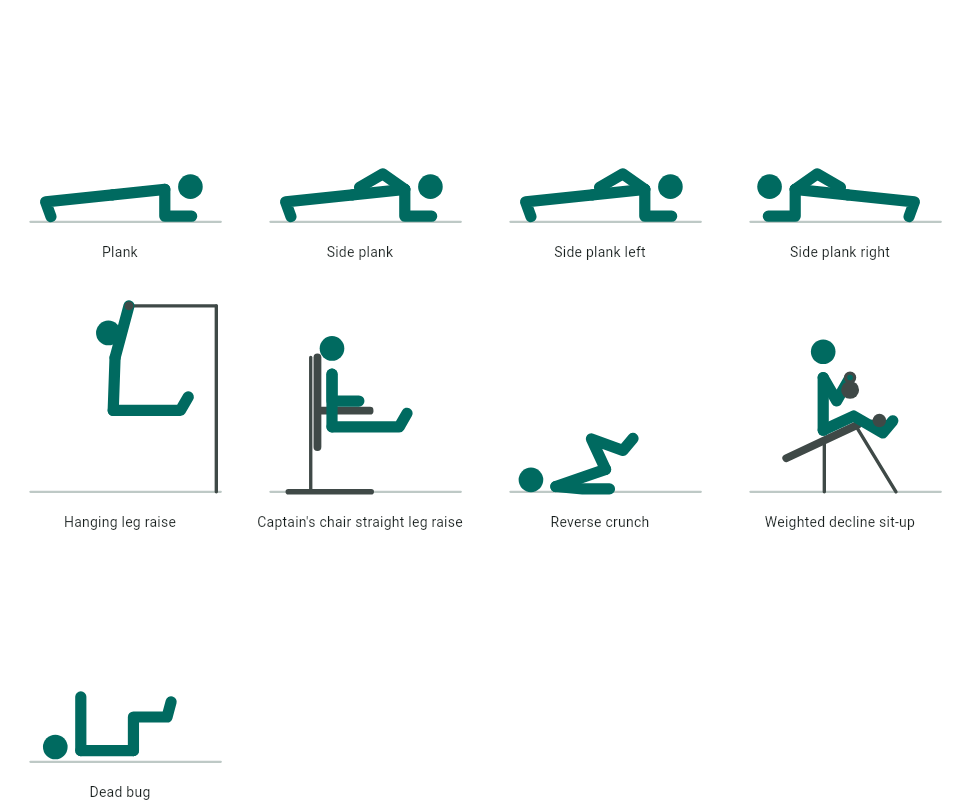 Plank
Side plank
Side plank left
Side plank right
Hanging leg raise
Captain's chair straight leg raise
Reverse crunch
Weighted decline sit-up
Dead bug